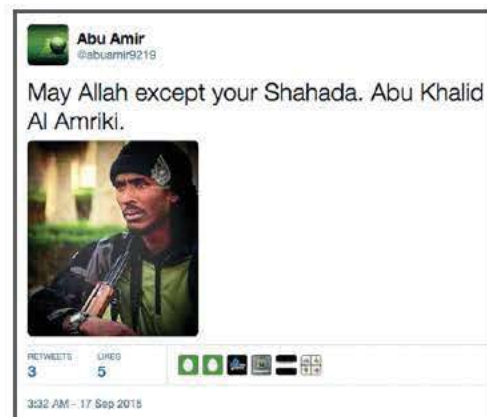 Abu Amir
@abuamir9219
May Allah except your Shahada. Abu Khalid
Al Amriki.
RETWEETS LIKES
3 5
3:32 AM - 17 Sep 2015